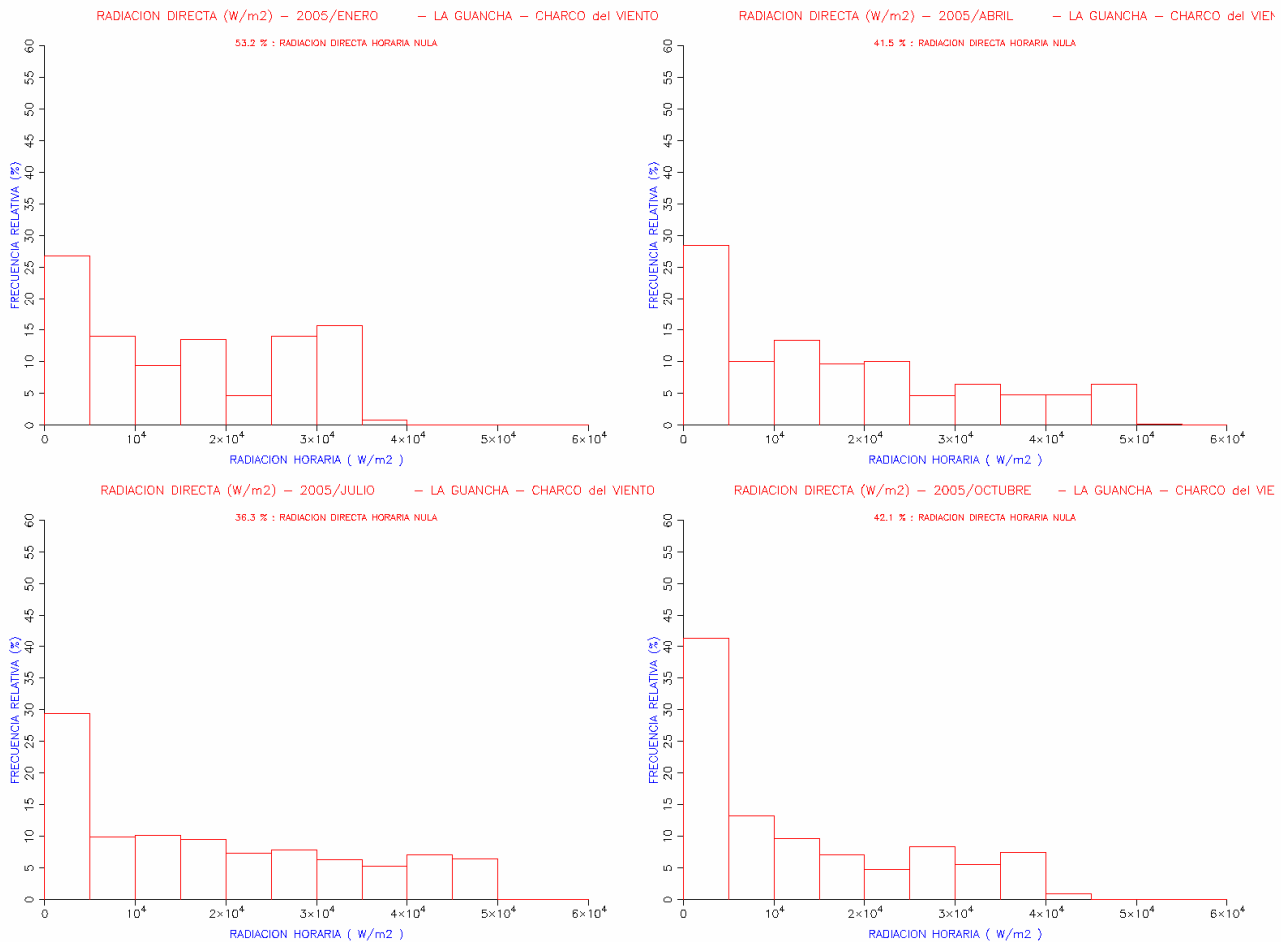 RADIACION DIRECTA (W/m2) – 2005/ENERO – LA GUANCHA – CHARCO del VIENTO
53.2 % : RADIACION DIRECTA HORARIA NULA
60
55
50
45
40
35
30
25
20
15
10
5
0
FRECUENCIA RELATIVA (%)
0 10⁴ 2×10⁴ 3×10⁴ 4×10⁴ 5×10⁴ 6×10⁴
RADIACION HORARIA ( W/m2 )
RADIACION DIRECTA (W/m2) – 2005/ABRIL – LA GUANCHA – CHARCO del VIEN
41.5 % : RADIACION DIRECTA HORARIA NULA
60
55
50
45
40
35
30
25
20
15
10
5
0
FRECUENCIA RELATIVA (%)
0 10⁴ 2×10⁴ 3×10⁴ 4×10⁴ 5×10⁴ 6×10⁴
RADIACION HORARIA ( W/m2 )
RADIACION DIRECTA (W/m2) – 2005/JULIO – LA GUANCHA – CHARCO del VIENTO
36.3 % : RADIACION DIRECTA HORARIA NULA
60
55
50
45
40
35
30
25
20
15
10
5
0
FRECUENCIA RELATIVA (%)
0 10⁴ 2×10⁴ 3×10⁴ 4×10⁴ 5×10⁴ 6×10⁴
RADIACION HORARIA ( W/m2 )
RADIACION DIRECTA (W/m2) – 2005/OCTUBRE – LA GUANCHA – CHARCO del VIE
42.1 % : RADIACION DIRECTA HORARIA NULA
60
55
50
45
40
35
30
25
20
15
10
5
0
FRECUENCIA RELATIVA (%)
0 10⁴ 2×10⁴ 3×10⁴ 4×10⁴ 5×10⁴ 6×10⁴
RADIACION HORARIA ( W/m2 )